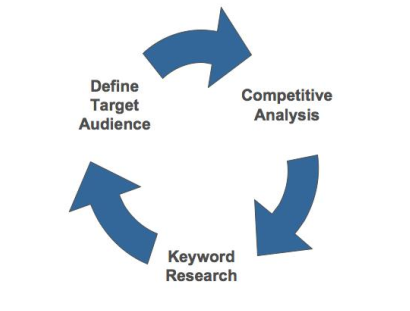 Define
Target
Audience
Competitive
Analysis
Keyword
Research